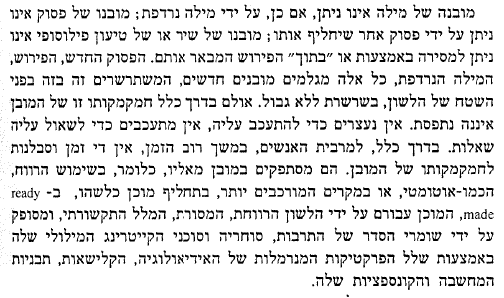 מובנה של מילה אינו ניתן, אם כן, על ידי מילה נרדפת; מובנו של פסוק אינו
ניתן על ידי פסוק אחר שיחליף אותו; מובנו של שיר או של טיעון פילוסופי אינו
ניתן למסירה באמצעות או ״בתוך״ הפירוש המבאר אותם. הפסוק החדש, הפירוש,
המילה הנרדפת, כל אלה מגלמים מובנים חדשים, המשתרשרים זה בזה בפני
השטח של הלשון, בשרשרת ללא גבול. אולם בדרך כלל חמקמקותו זו של המובן
איננה נתפסת. אין נעצרים כדי להתעכב עליה, אין מתעכבים כדי לשאול עליה
שאלות. בדרך כלל, למרבית האנשים, במשך רוב הזמן, אין די זמן וסבלנות
לחמקמקותו של המובן. הם מסתפקים במובן מאליו, כלומר, בשימוש הרווח,
הכמו-אוטומטי, או במקרים המורכבים יותר, בתחליף מוכן כלשהו, ב- ready
made, המוכן עבורם על ידי הלשון הרווחת, המסורת, המלל התקשורתי, ומסופק
על ידי שומרי הסדר של התרבות, סוחריה וסוכני הקייטרינג המילולי שלה
באמצעות שלל הפרקטיקות המנרמלות של האידיאולוגיה, הקלישאות, תבניות
המחשבה והקונספציות שלה.